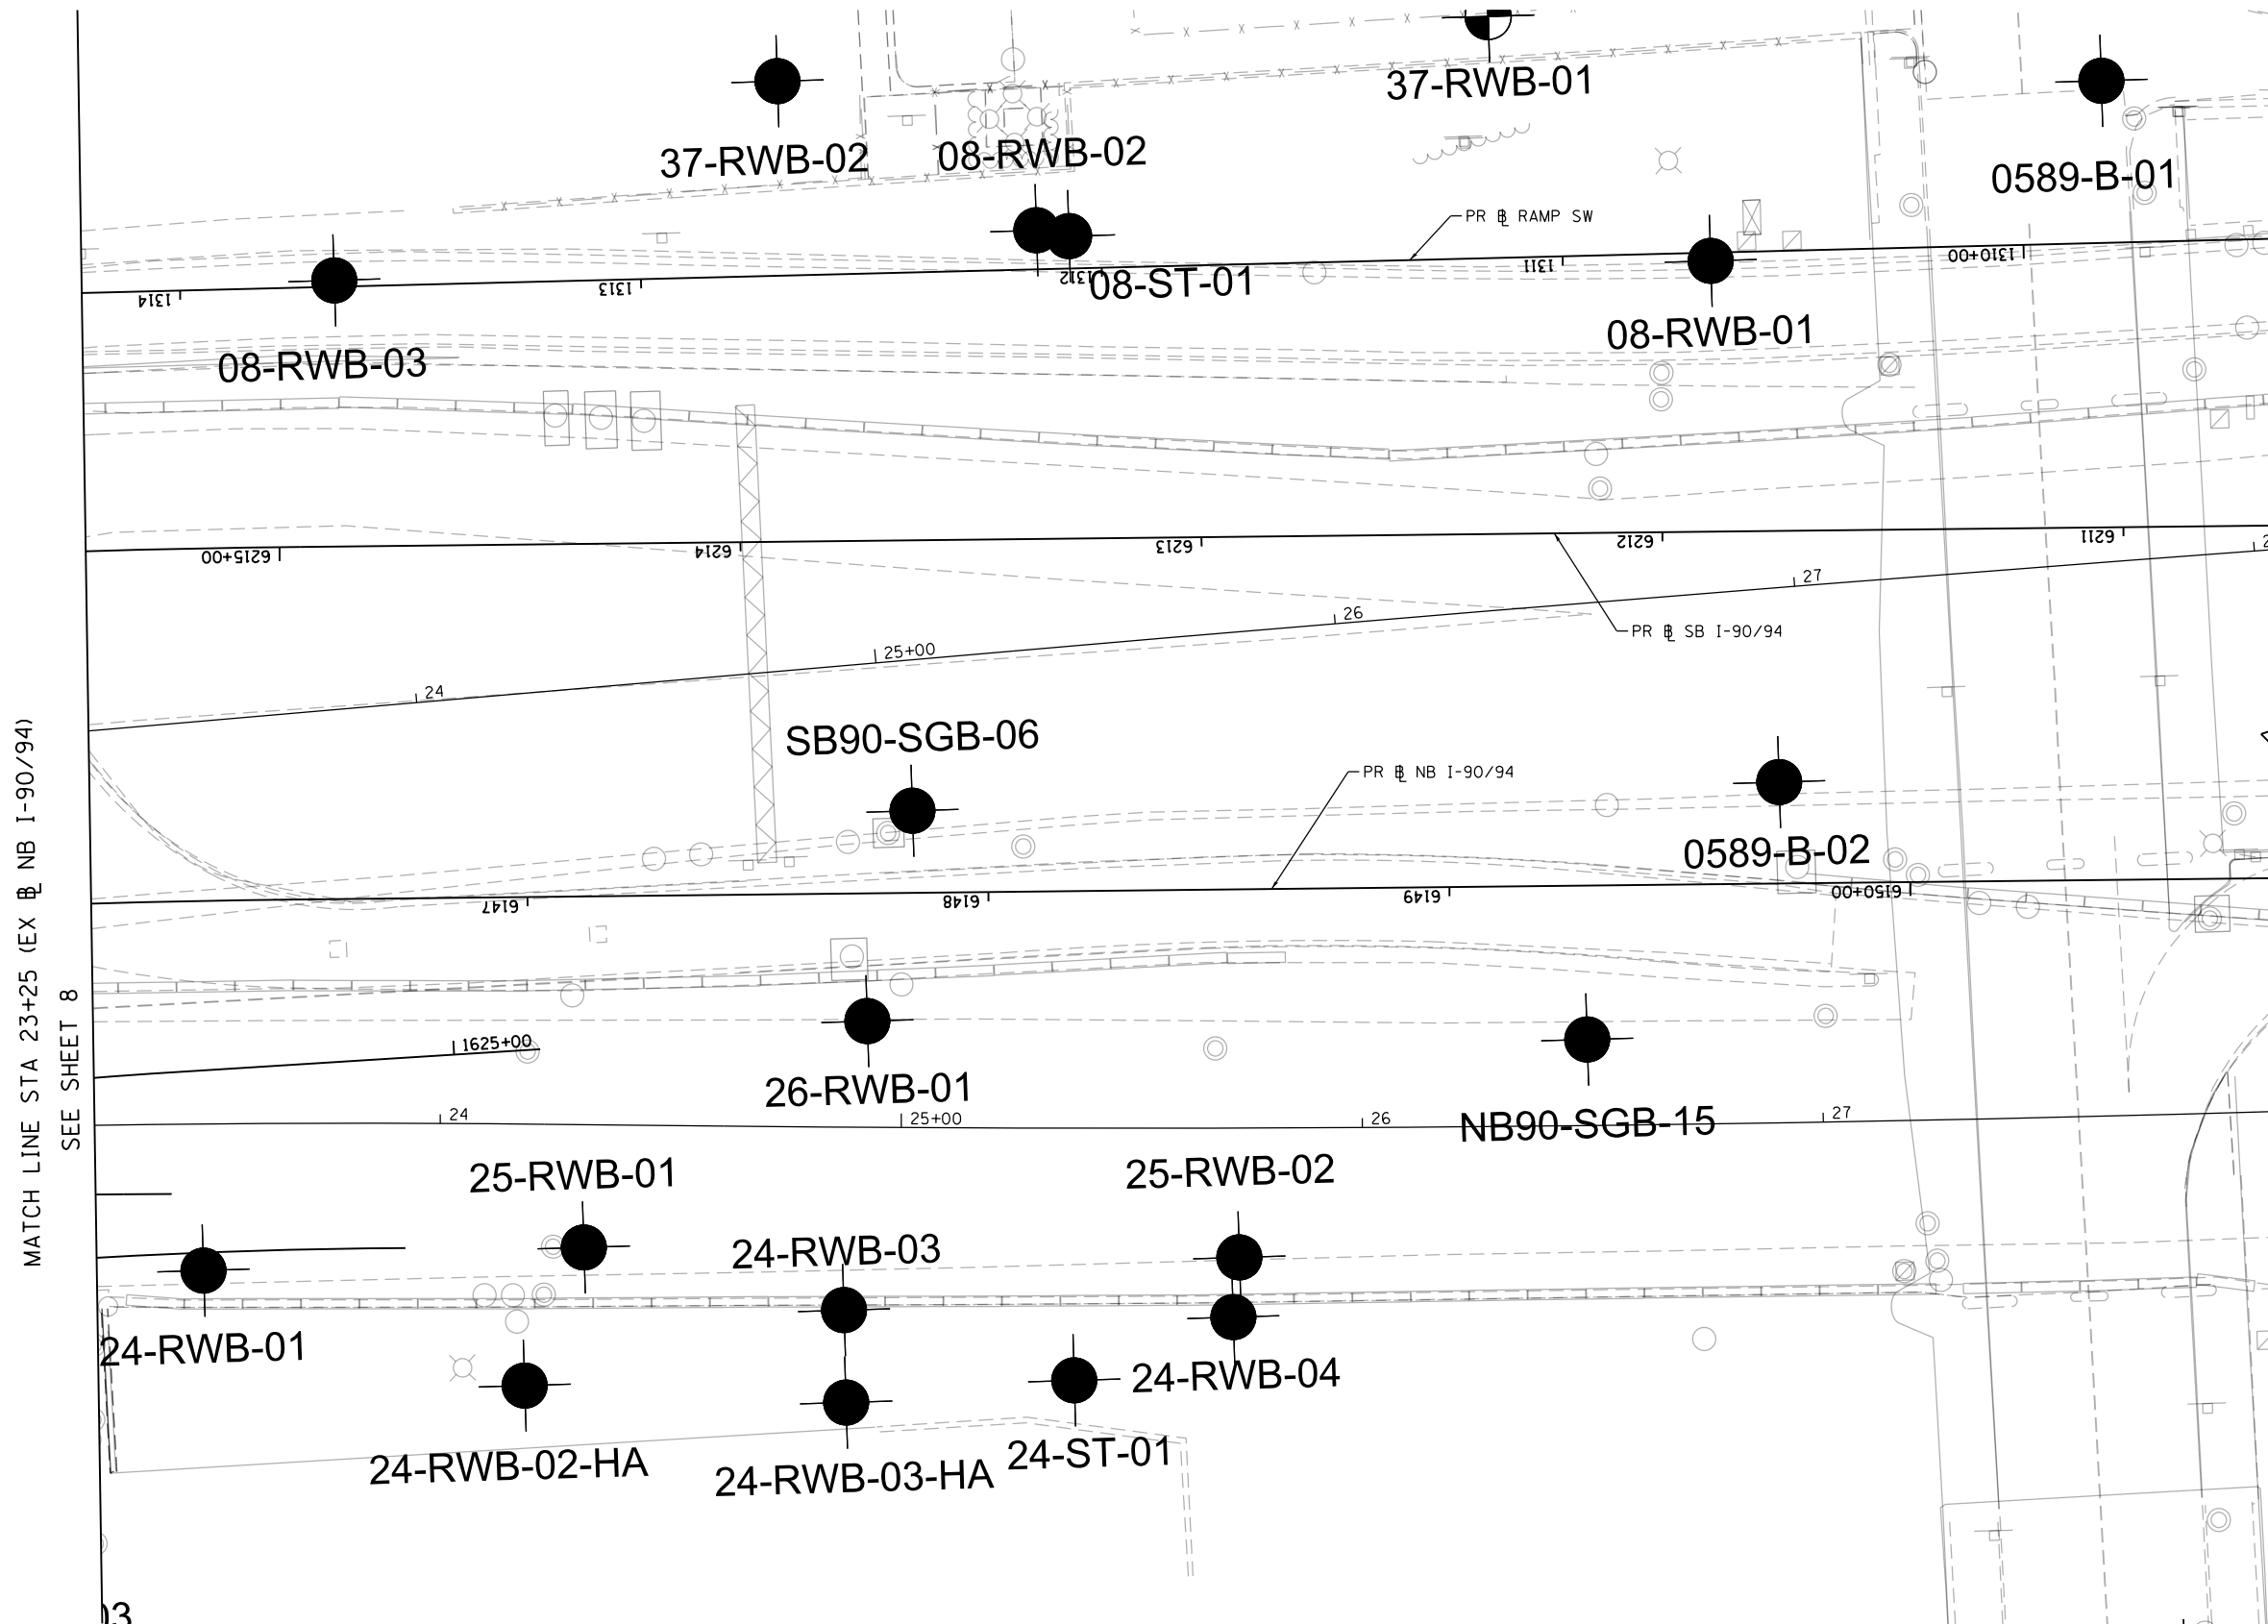 37-RWB-01
37-RWB-02
08-RWB-02
0589-B-01
PR ⅊ RAMP SW
1314
1313
1312
1311
1310+00
08-ST-01
08-RWB-03
08-RWB-01
6215+00
6214
6213
6212
6211
24
25+00
26
27
PR ⅊ SB I-90/94
SB90-SGB-06
PR ⅊ NB I-90/94
0589-B-02
6147
6148
6149
6150+00
MATCH LINE STA 23+25 (EX ⅊ NB I-90/94)
SEE SHEET 8
1625+00
26-RWB-01
NB90-SGB-15
24
25+00
26
27
25-RWB-01
25-RWB-02
24-RWB-03
24-RWB-01
24-RWB-04
24-RWB-02-HA
24-RWB-03-HA
24-ST-01
03